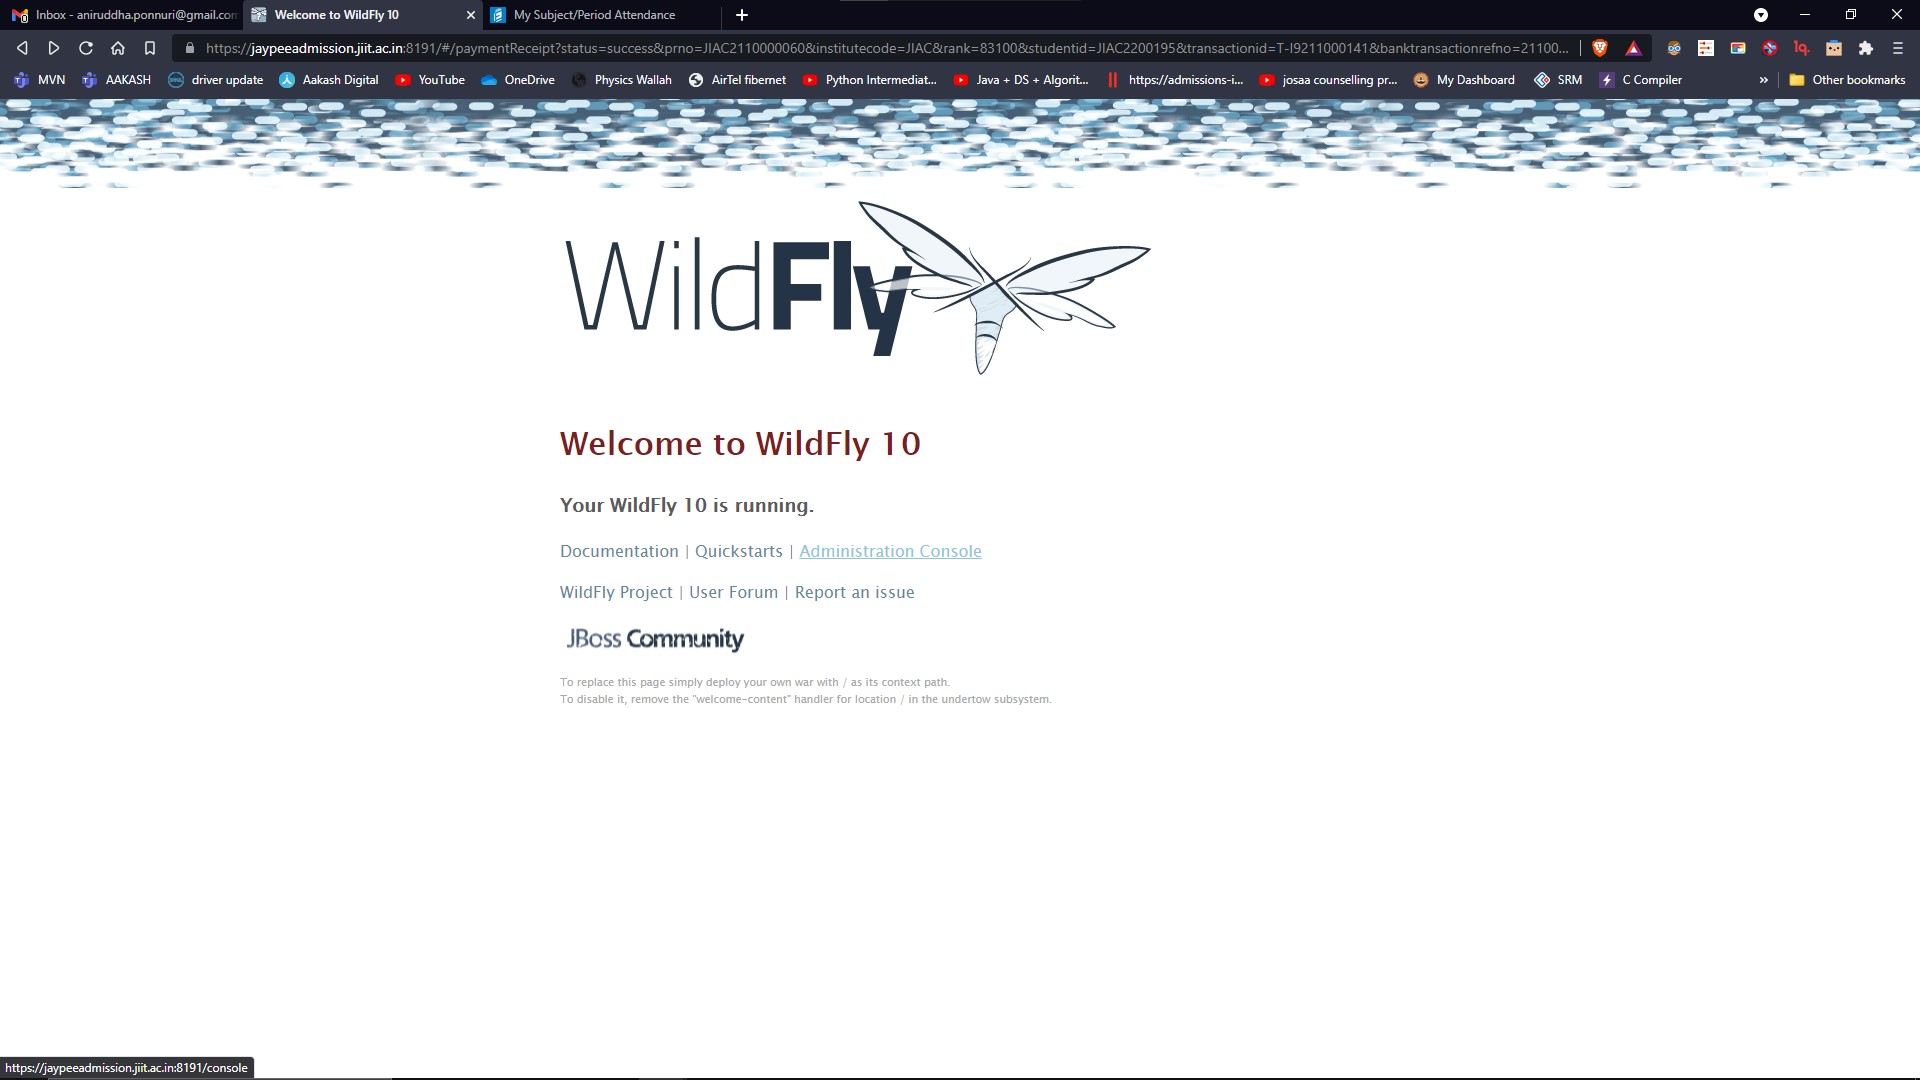 Inbox - aniruddha.ponnuri@gmail.com
Welcome to WildFly 10
My Subject/Period Attendance
https://jaypeeadmission.jiit.ac.in:8191/#/paymentReceipt?status=success&prno=JIAC2110000060&institutecode=JIAC&rank=83100&studentid=JIAC2200195&transactionid=T-I9211000141&banktransactionrefno=21100...
MVN AAKASH driver update Aakash Digital YouTube OneDrive Physics Wallah AirTel fibernet Python Intermediat... Java + DS + Algorit... https://admissions-i... josaa counselling pr... My Dashboard SRM C Compiler » Other bookmarks
WildFly
Welcome to WildFly 10
Your WildFly 10 is running.
Documentation | Quickstarts | Administration Console
WildFly Project | User Forum | Report an issue
JBoss Community
To replace this page simply deploy your own war with / as its context path.
To disable it, remove the "welcome-content" handler for location / in the undertow subsystem.
https://jaypeeadmission.jiit.ac.in:8191/console